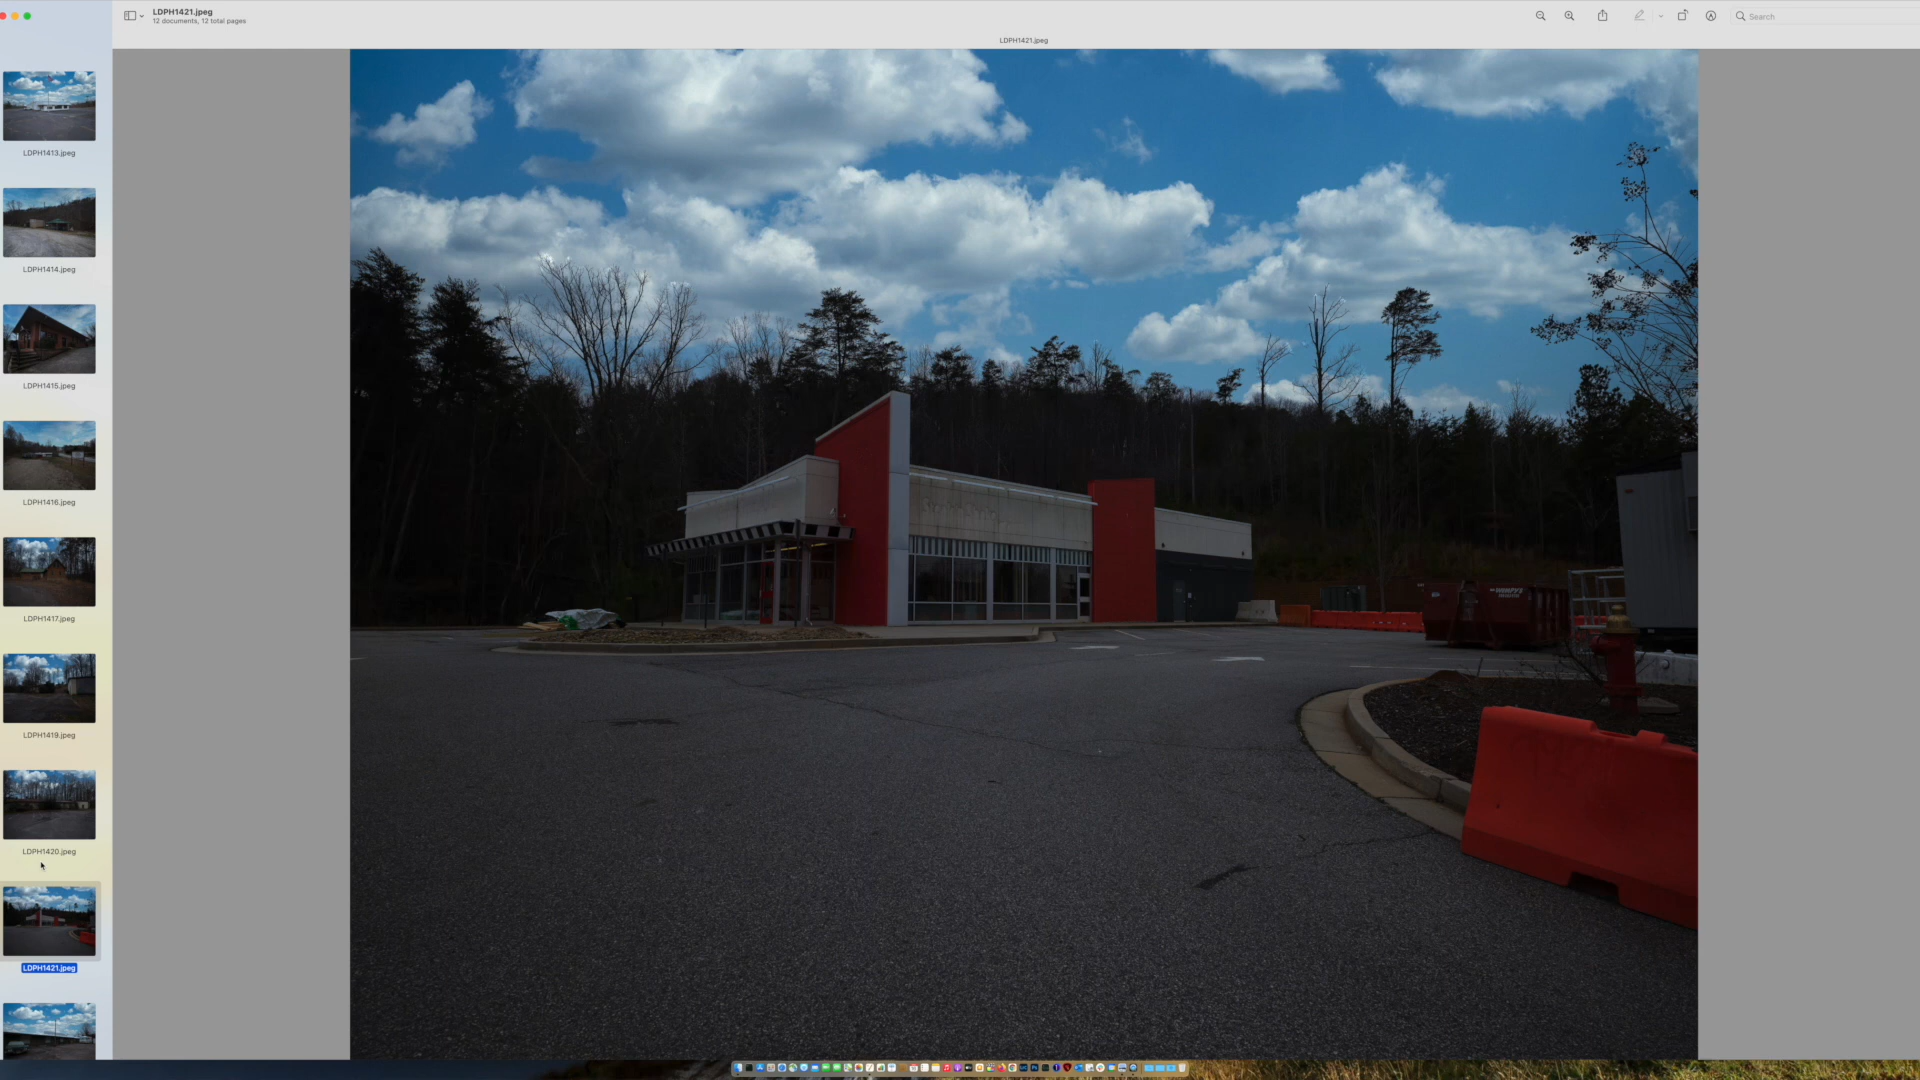 LDPH1421.jpeg
12 documents, 12 total pages
Search
LDPH1421.jpeg
LDPH1413.jpeg
LDPH1414.jpeg
LDPH1415.jpeg
LDPH1416.jpeg
LDPH1417.jpeg
LDPH1419.jpeg
LDPH1420.jpeg
LDPH1421.jpeg